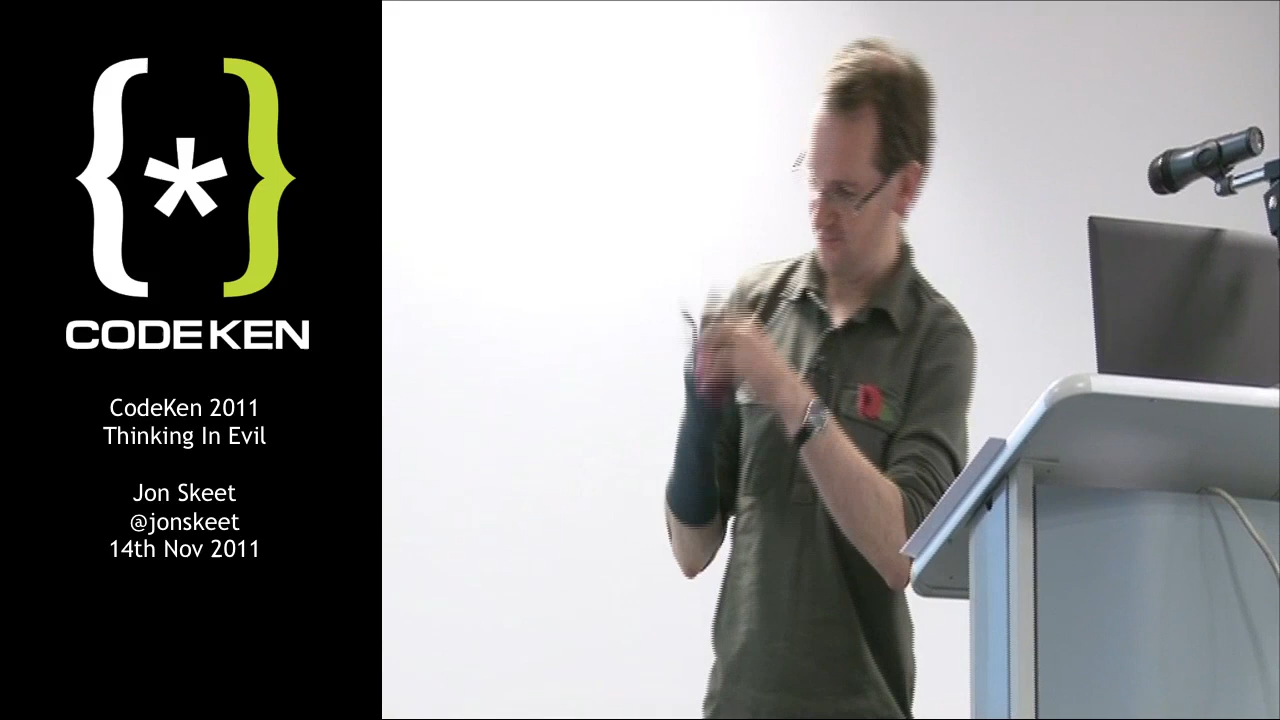 {*}
CODEKEN
CodeKen 2011
Thinking In Evil
Jon Skeet
@jonskeet
14th Nov 2011